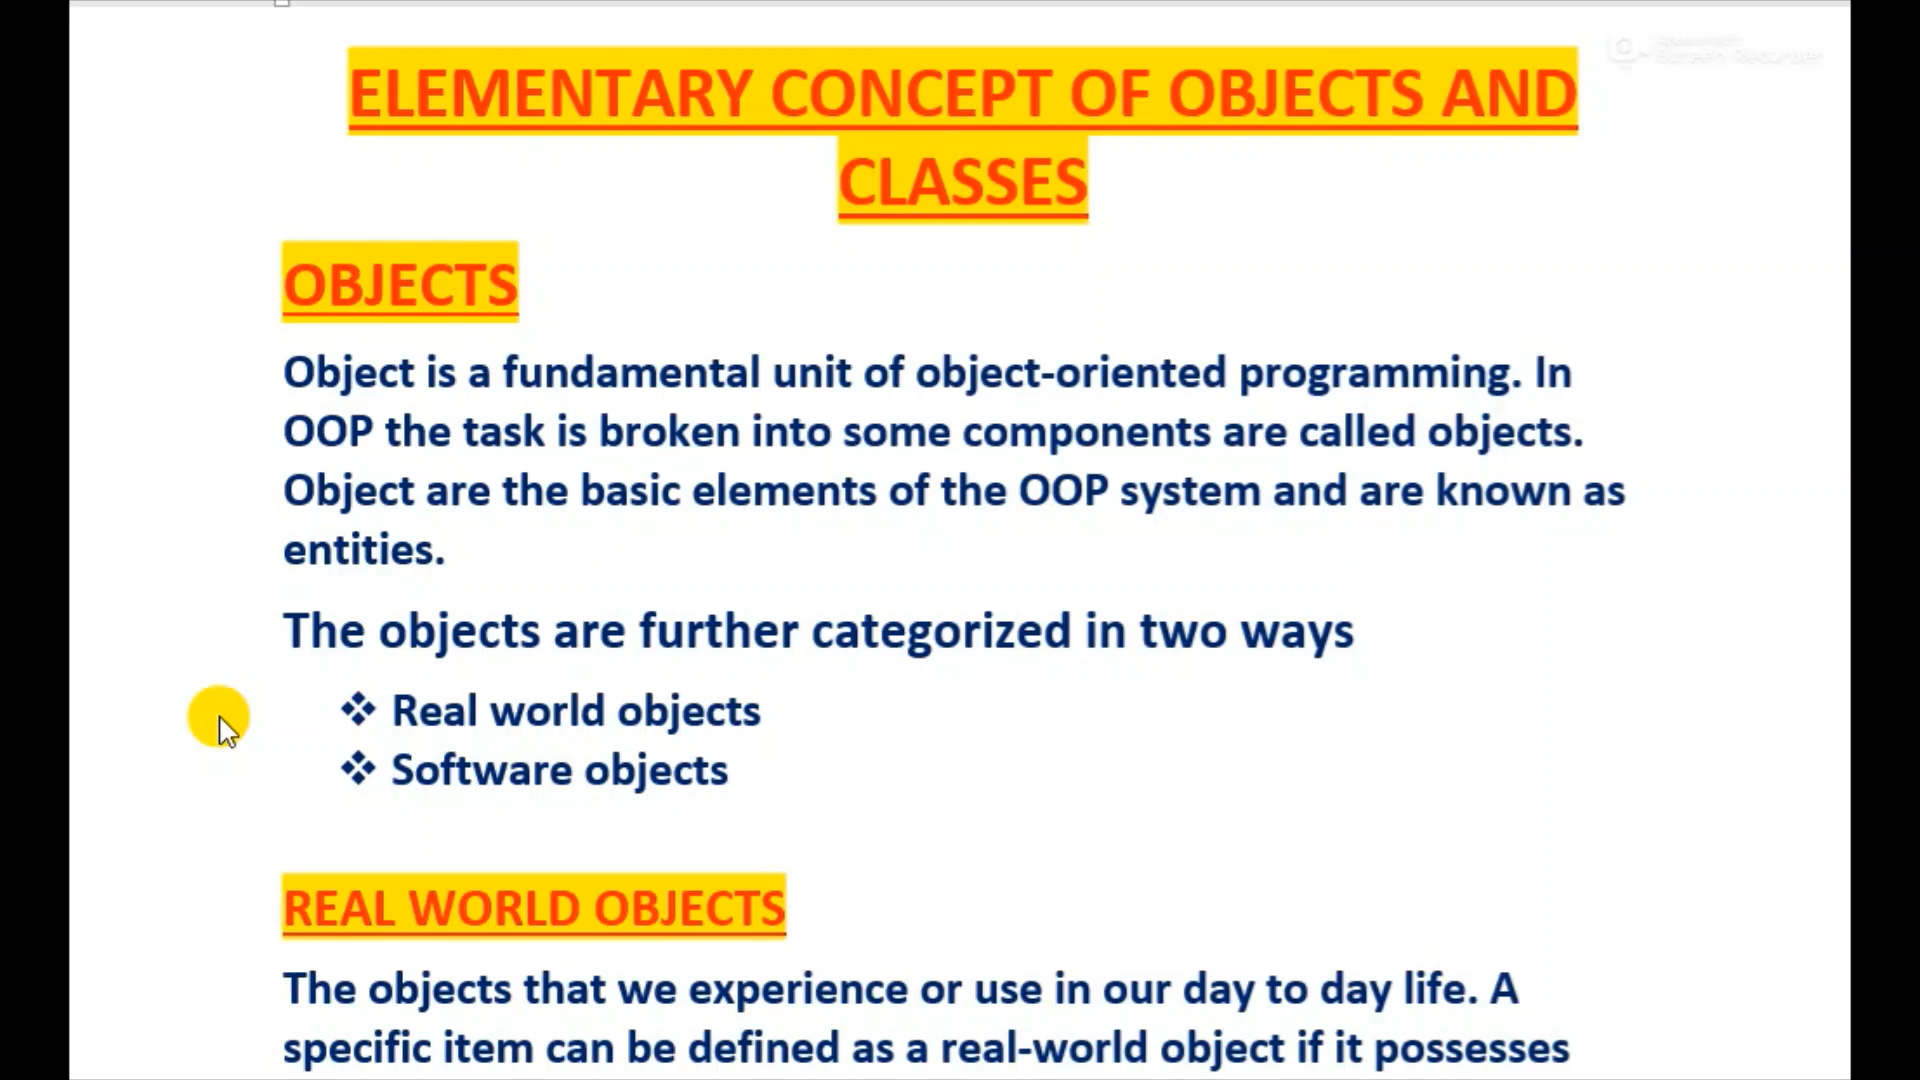 ELEMENTARY CONCEPT OF OBJECTS AND
CLASSES
OBJECTS
Object is a fundamental unit of object-oriented programming. In
OOP the task is broken into some components are called objects.
Object are the basic elements of the OOP system and are known as
entities.
The objects are further categorized in two ways
❖ Real world objects
❖ Software objects
REAL WORLD OBJECTS
The objects that we experience or use in our day to day life. A
specific item can be defined as a real-world object if it possesses
Screen Recorder